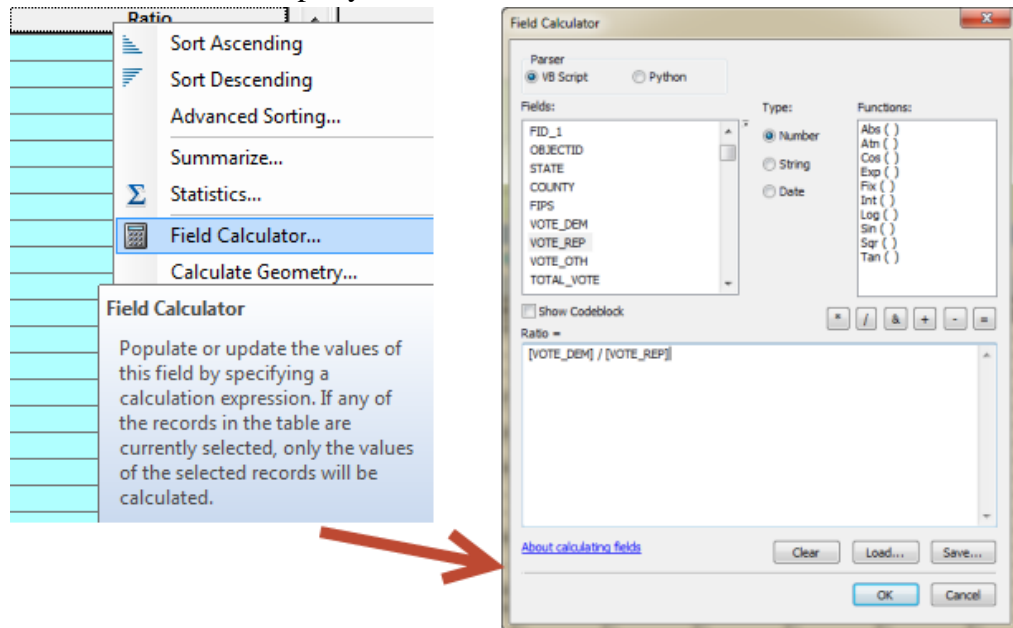 Ratio
Sort Ascending
Sort Descending
Advanced Sorting...
Summarize...
Σ Statistics...
Field Calculator...
Calculate Geometry...
Field Calculator
Populate or update the values of
this field by specifying a
calculation expression. If any of
the records in the table are
currently selected, only the values
of the selected records will be
calculated.
Field Calculator
Parser
VB Script Python
Fields: Type: Functions:
FID_1
OBJECTID
STATE
COUNTY
FIPS
VOTE_DEM
VOTE_REP
VOTE_OTH
TOTAL_VOTE
Number
String
Date
Abs ( )
Atn ( )
Cos ( )
Exp ( )
Fix ( )
Int ( )
Log ( )
Sin ( )
Sqr ( )
Tan ( )
Show Codeblock
* / & + - =
Ratio =
[VOTE_DEM] / [VOTE_REP]
About calculating fields
Clear Load... Save...
OK Cancel